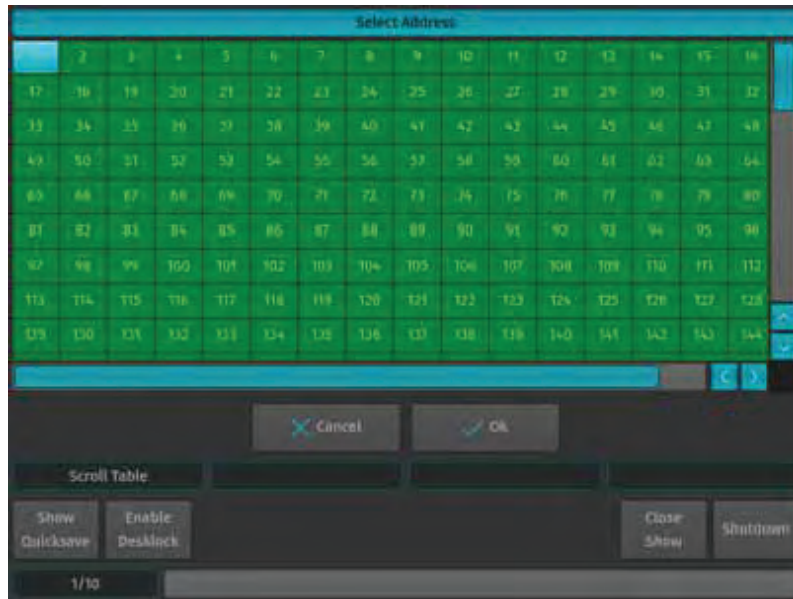 Select Address
2 3 4 5 6 7 8 9 10 11 12 13 14 15 16
17 18 19 20 21 22 23 24 25 26 27 28 29 30 31 32
33 34 35 36 37 38 39 40 41 42 43 44 45 46 47 48
49 50 51 52 53 54 55 56 57 58 59 60 61 62 63 64
65 66 67 68 69 70 71 72 73 74 75 76 77 78 79 80
81 82 83 84 85 86 87 88 89 90 91 92 93 94 95 96
97 98 99 100 101 102 103 104 105 106 107 108 109 110 111 112
113 114 115 116 117 118 119 120 121 122 123 124 125 126 127 128
129 130 131 132 133 134 135 136 137 138 139 140 141 142 143 144
Cancel Ok
Scroll Table
Show Enable Close Shutdown
Quicksave Desklock Show
1/10